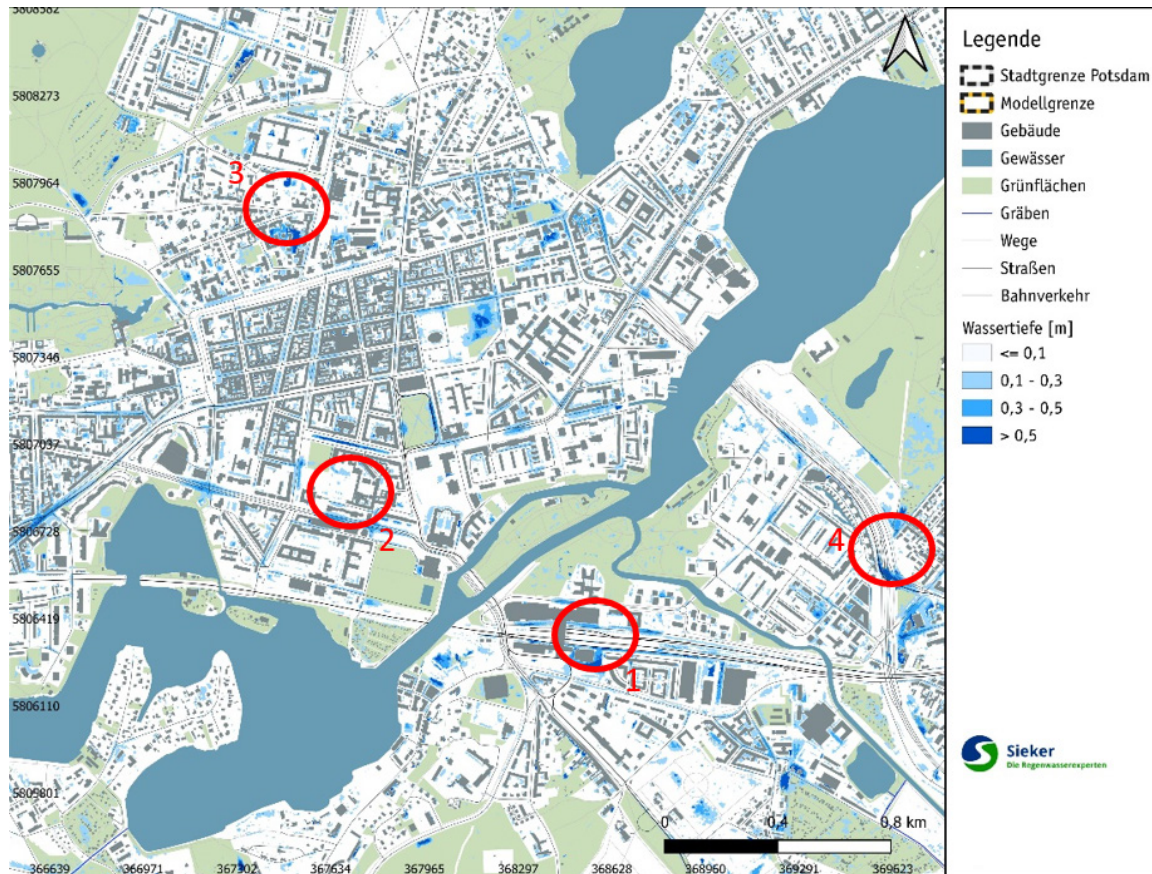 5808582
5808273
5807964
5807655
5807346
5807037
5806728
5806419
5806110
5805801
3
2
4
1
0
0,4
0,8 km
366639
366971
367302
367634
367965
368297
368628
368960
369291
369623
Legende
Stadtgrenze Potsdam
Modellgrenze
Gebäude
Gewässer
Grünflächen
Gräben
Wege
Straßen
Bahnverkehr
Wassertiefe [m]
<= 0,1
0,1 - 0,3
0,3 - 0,5
> 0,5
Sieker
Die Regenwasserexperten